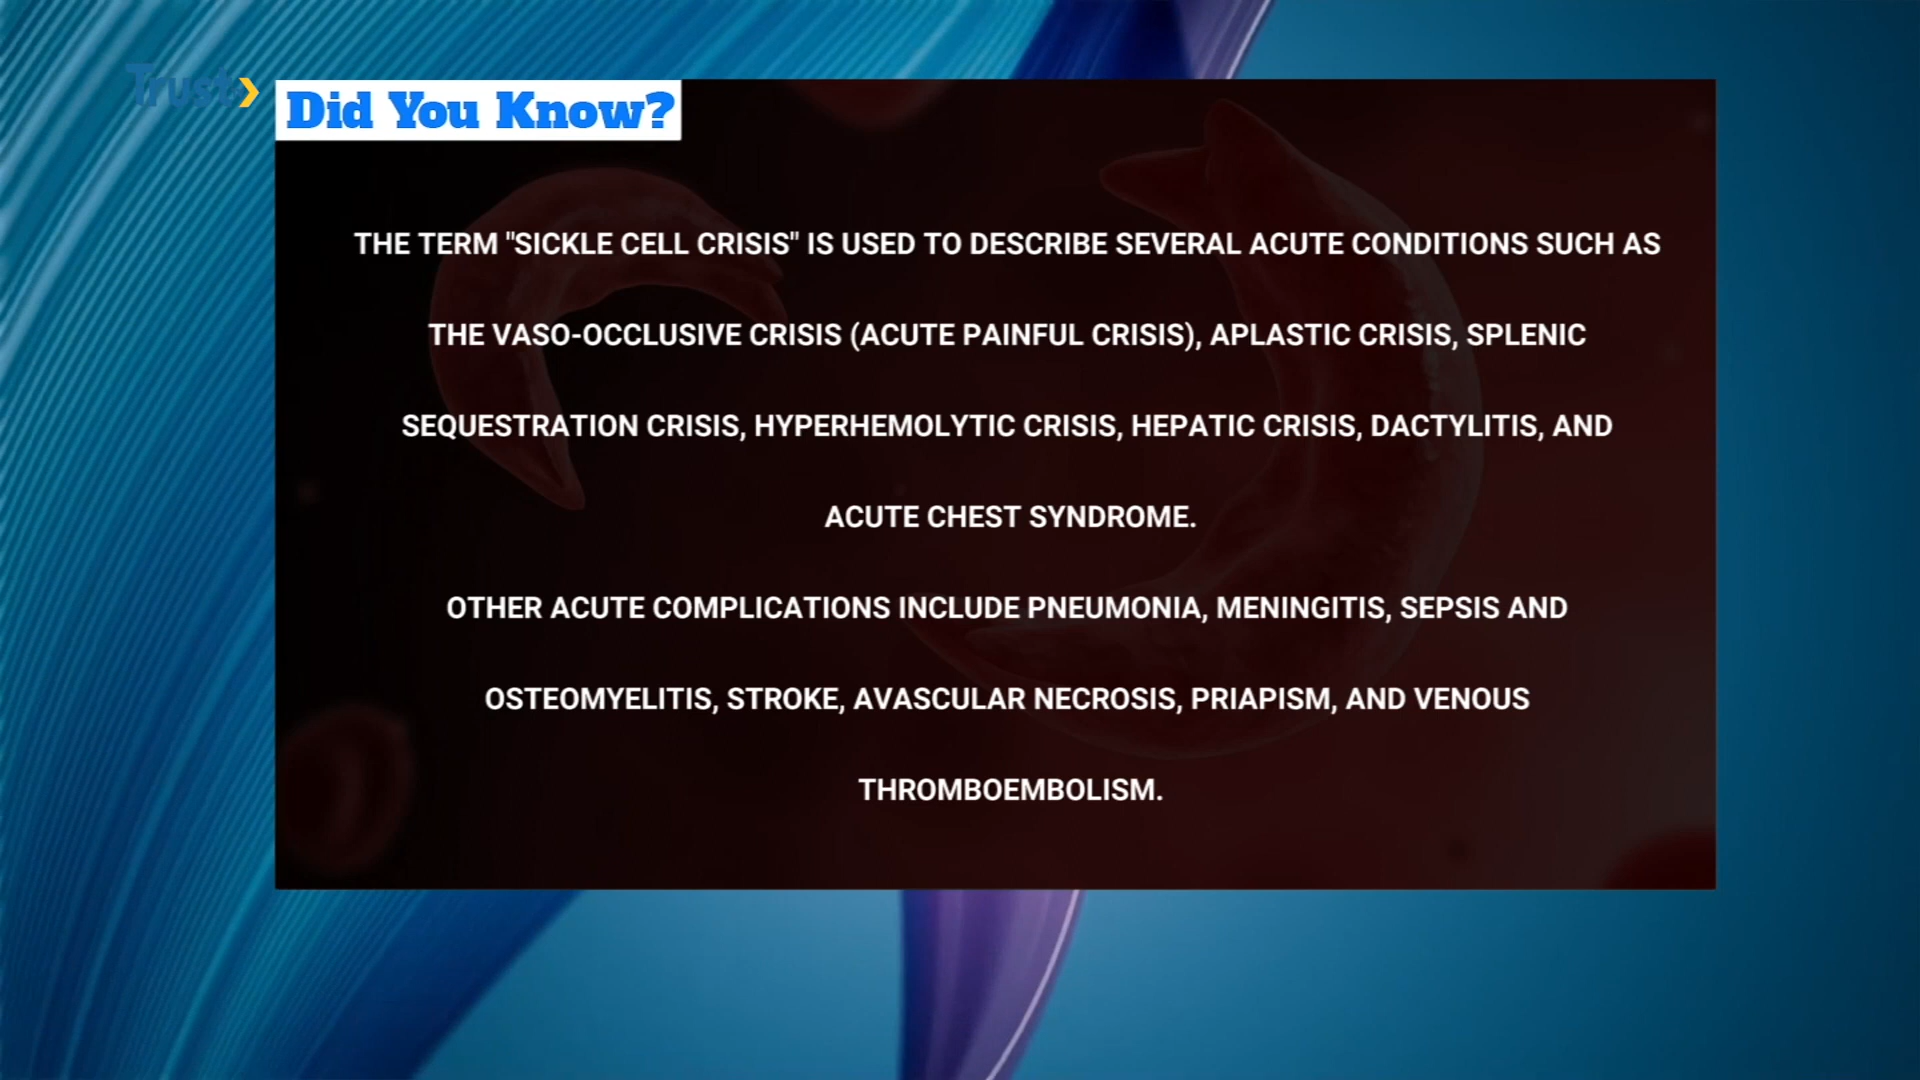 Trust
Did You Know?
THE TERM "SICKLE CELL CRISIS" IS USED TO DESCRIBE SEVERAL ACUTE CONDITIONS SUCH AS
THE VASO-OCCLUSIVE CRISIS (ACUTE PAINFUL CRISIS), APLASTIC CRISIS, SPLENIC
SEQUESTRATION CRISIS, HYPERHEMOLYTIC CRISIS, HEPATIC CRISIS, DACTYLITIS, AND
ACUTE CHEST SYNDROME.
OTHER ACUTE COMPLICATIONS INCLUDE PNEUMONIA, MENINGITIS, SEPSIS AND
OSTEOMYELITIS, STROKE, AVASCULAR NECROSIS, PRIAPISM, AND VENOUS
THROMBOEMBOLISM.